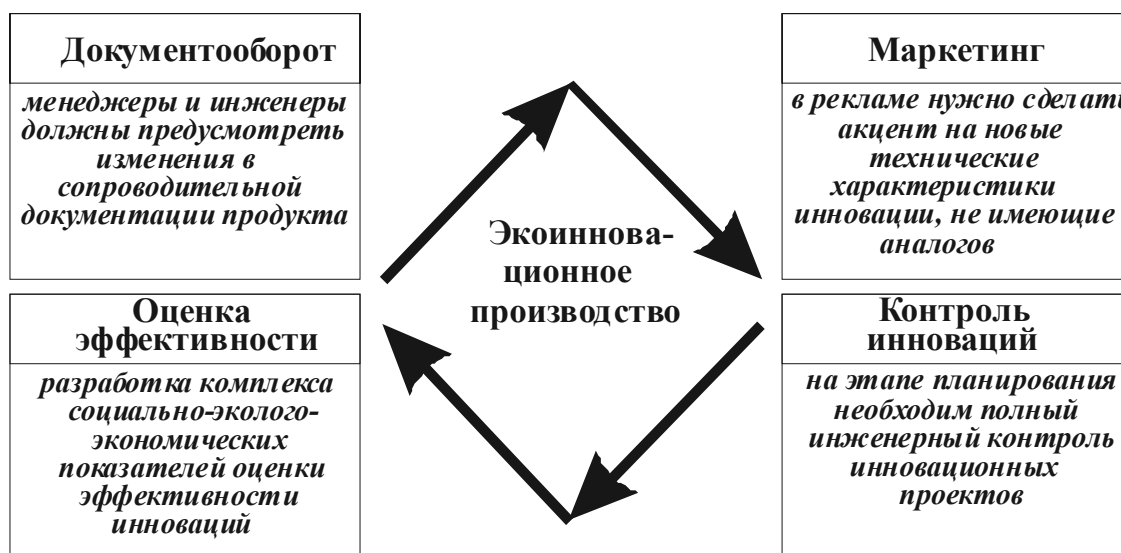 Документооборот
менеджеры и инженеры
должны предусмотреть
изменения в
сопроводительной
документации продукта
Маркетинг
в рекламе нужно сделать
акцент на новые
технические
характеристики
инновации, не имеющие
аналогов
Экоиннова-
ционное
производство
Оценка
эффективности
разработка комплекса
социально-эколого-
экономических
показателей оценки
эффективности
инноваций
Контроль
инноваций
на этапе планирования
необходим полный
инженерный контроль
инновационных
проектов